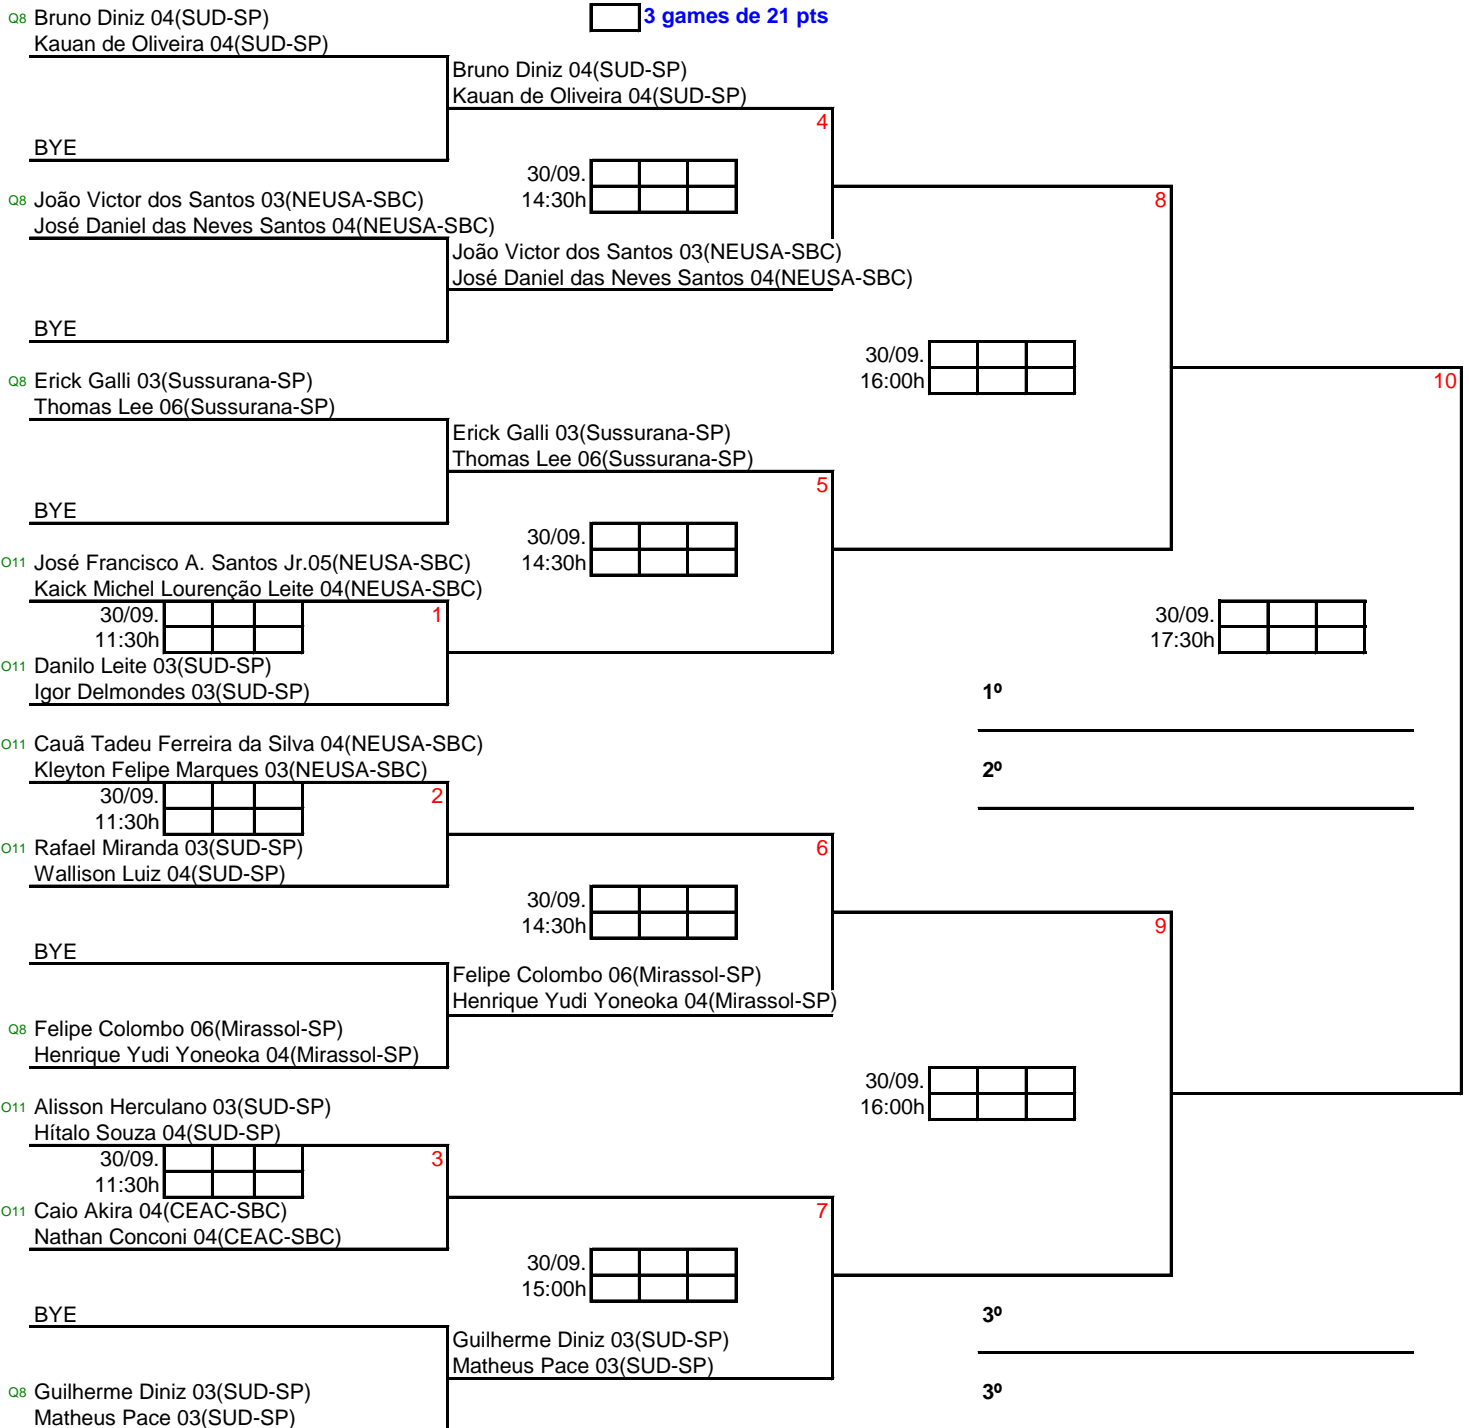 Q8 Bruno Diniz 04(SUD-SP)
3 games de 21 pts
Kauan de Oliveira 04(SUD-SP)
Bruno Diniz 04(SUD-SP)
Kauan de Oliveira 04(SUD-SP)
4
BYE
30/09.
14:30h
Q8 João Victor dos Santos 03(NEUSA-SBC)
8
José Daniel das Neves Santos 04(NEUSA-SBC)
João Victor dos Santos 03(NEUSA-SBC)
José Daniel das Neves Santos 04(NEUSA-SBC)
BYE
30/09.
16:00h
Q8 Erick Galli 03(Sussurana-SP)
10
Thomas Lee 06(Sussurana-SP)
Erick Galli 03(Sussurana-SP)
Thomas Lee 06(Sussurana-SP)
5
BYE
30/09.
14:30h
O11 José Francisco A. Santos Jr.05(NEUSA-SBC)
Kaick Michel Lourenção Leite 04(NEUSA-SBC)
30/09.
11:30h
1
30/09.
17:30h
O11 Danilo Leite 03(SUD-SP)
Igor Delmondes 03(SUD-SP)
1º
O11 Cauã Tadeu Ferreira da Silva 04(NEUSA-SBC)
Kleyton Felipe Marques 03(NEUSA-SBC)
2º
30/09.
11:30h
2
O11 Rafael Miranda 03(SUD-SP)
6
Wallison Luiz 04(SUD-SP)
30/09.
14:30h
9
BYE
Felipe Colombo 06(Mirassol-SP)
Henrique Yudi Yoneoka 04(Mirassol-SP)
Q8 Felipe Colombo 06(Mirassol-SP)
Henrique Yudi Yoneoka 04(Mirassol-SP)
30/09.
16:00h
O11 Alisson Herculano 03(SUD-SP)
Hítalo Souza 04(SUD-SP)
30/09.
11:30h
3
O11 Caio Akira 04(CEAC-SBC)
7
Nathan Conconi 04(CEAC-SBC)
30/09.
15:00h
BYE
3º
Guilherme Diniz 03(SUD-SP)
Matheus Pace 03(SUD-SP)
Q8 Guilherme Diniz 03(SUD-SP)
3º
Matheus Pace 03(SUD-SP)